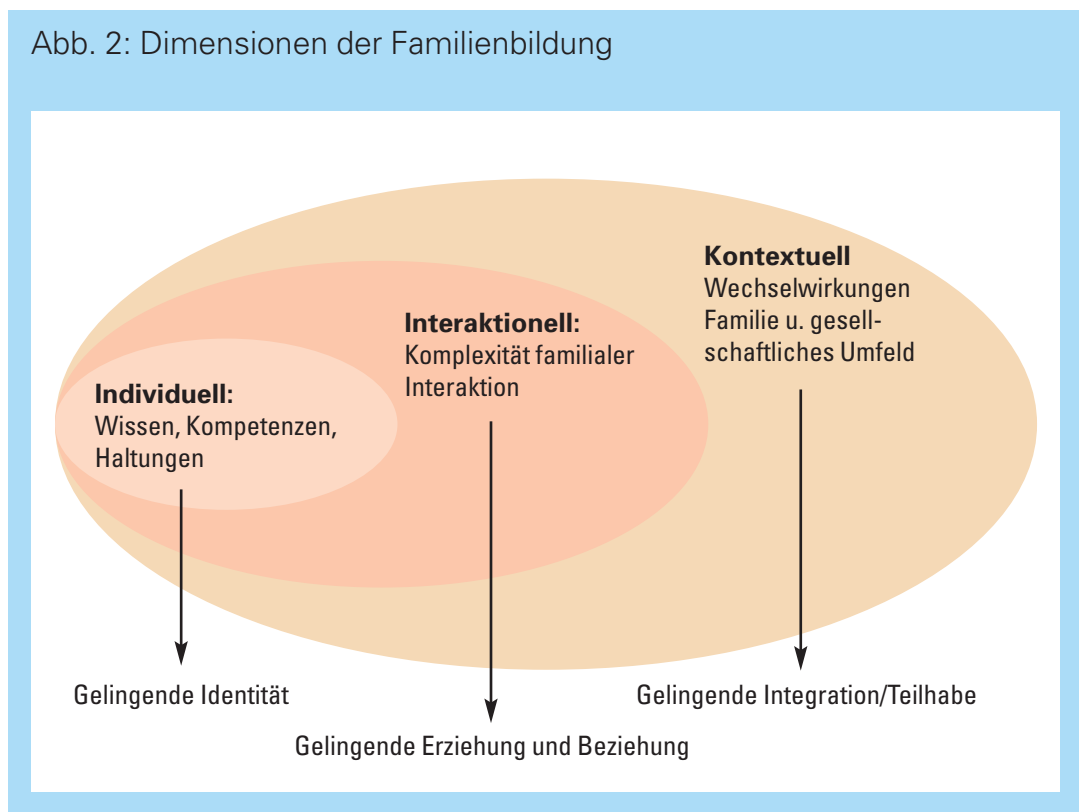 Abb. 2: Dimensionen der Familienbildung
Individuell:
Wissen, Kompetenzen,
Haltungen
Interaktionell:
Komplexität familialer
Interaktion
Kontextuell
Wechselwirkungen
Familie u. gesell-
schaftliches Umfeld
Gelingende Identität
Gelingende Erziehung und Beziehung
Gelingende Integration/Teilhabe